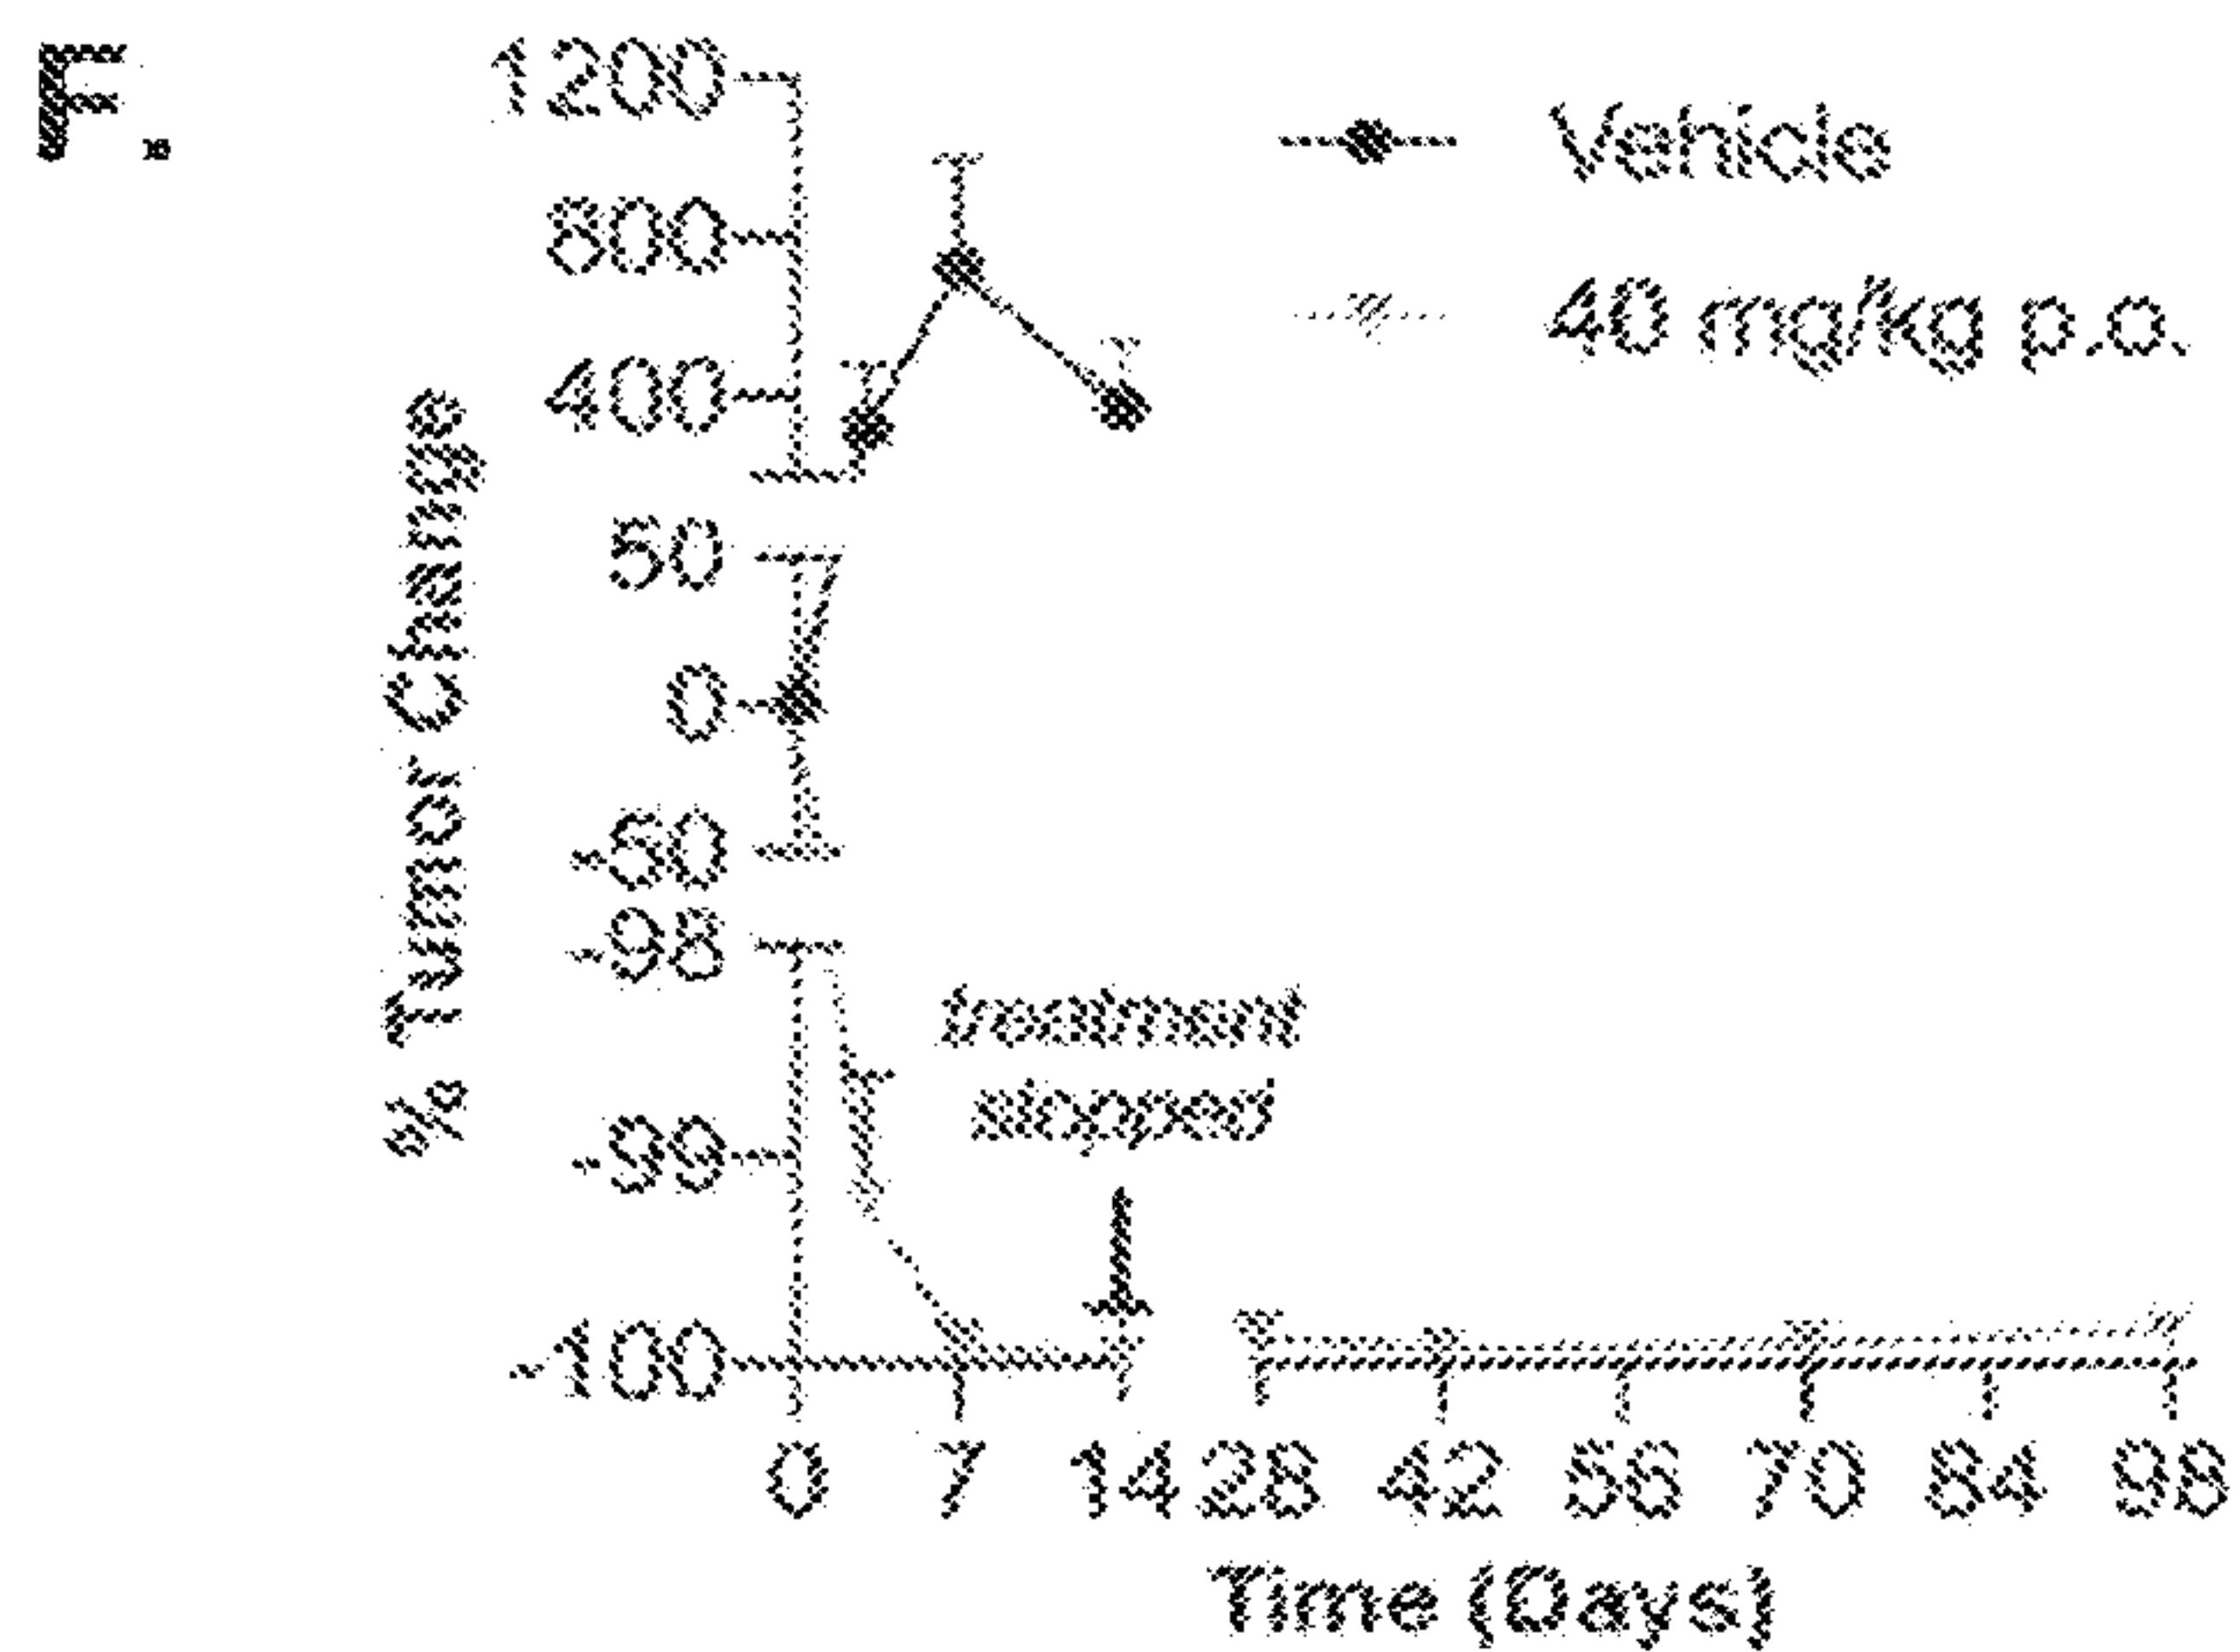 F.
Vehicle
40 mg/kg p.o.
% Tumor Change
1200
800
400
50
0
-50
-98
-99
-100
treatment
stopped
0 7 14 28 42 56 70 84 98
Time (Days)